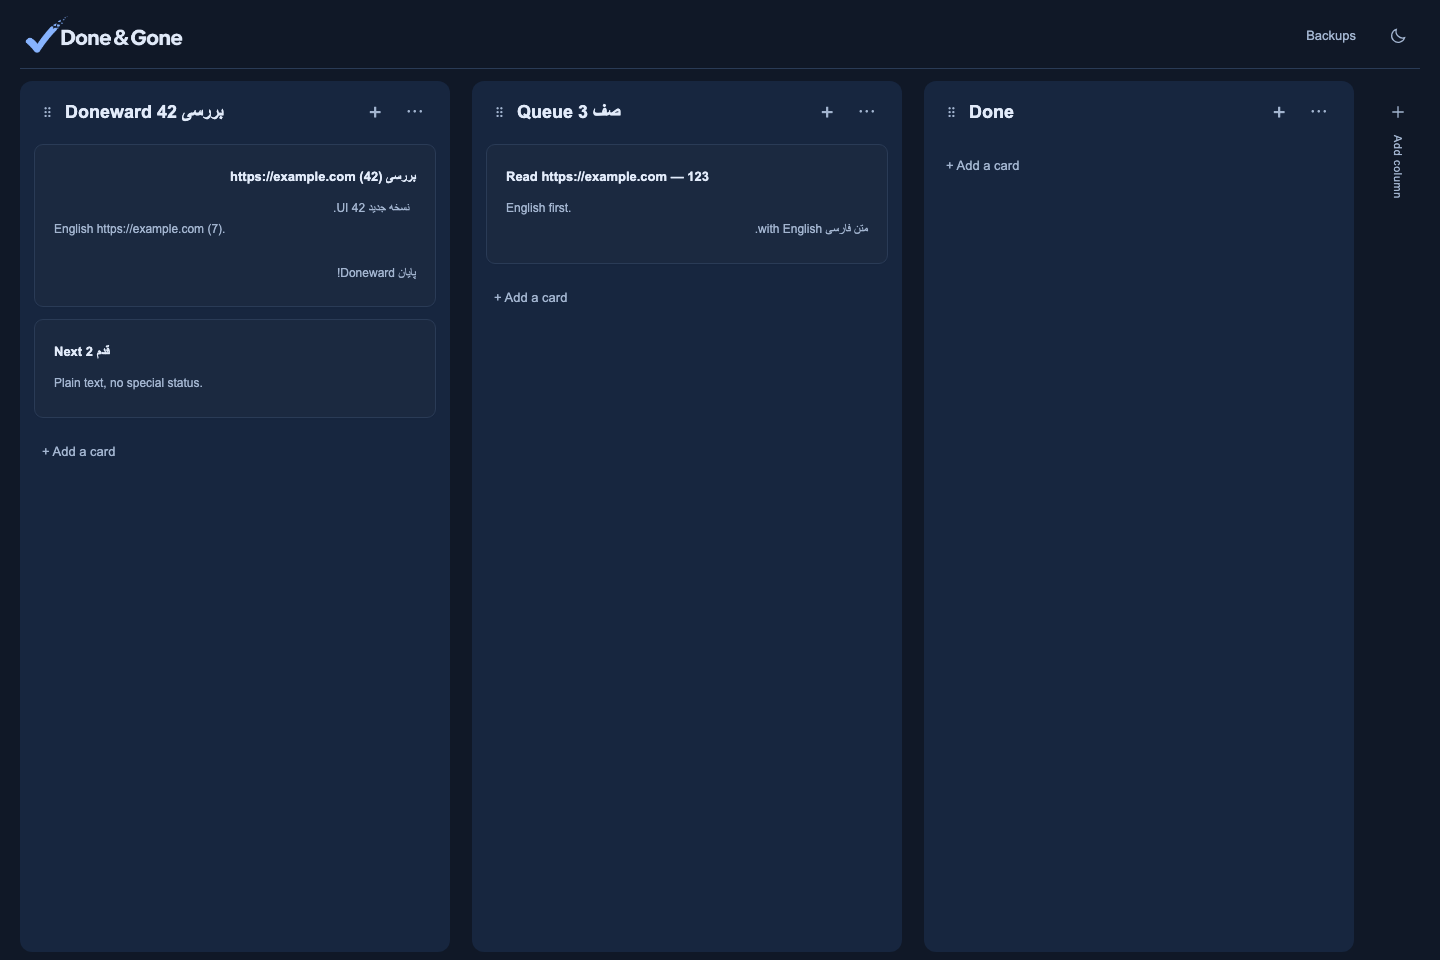 Done & Gone
Backups
Doneward 42 بررسی
بررسی (42) https://example.com
نسخه جدید UI 42.
English https://example.com (7).
پایان Doneward!
Next 2 قدم
Plain text, no special status.
+ Add a card
Queue 3 صف
Read https://example.com — 123
English first.
متن فارسی with English.
+ Add a card
Done
+ Add a card
Add column